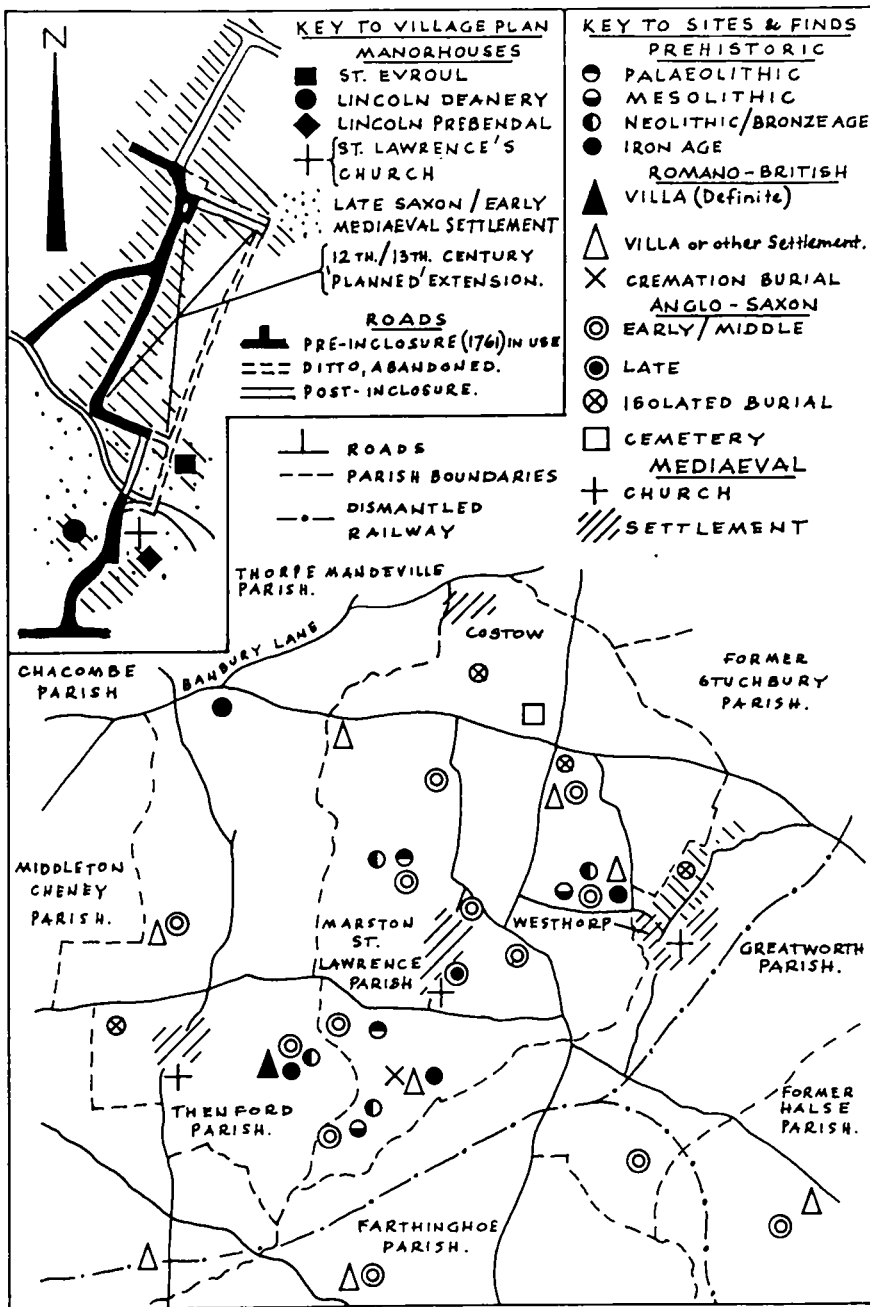 N
KEY TO VILLAGE PLAN
MANORHOUSES
ST. EVROUL
LINCOLN DEANERY
LINCOLN PREBENDAL
ST. LAWRENCE'S
CHURCH
LATE SAXON / EARLY
MEDIAEVAL SETTLEMENT
12TH./13TH. CENTURY
'PLANNED' EXTENSION.
ROADS
PRE-INCLOSURE (1761) IN USE
DITTO, ABANDONED.
POST-INCLOSURE.
KEY TO SITES & FINDS
PREHISTORIC
PALAEOLITHIC
MESOLITHIC
NEOLITHIC/BRONZE AGE
IRON AGE
ROMANO-BRITISH
VILLA (Definite)
VILLA or other Settlement.
CREMATION BURIAL
ANGLO-SAXON
EARLY/MIDDLE
LATE
ISOLATED BURIAL
CEMETERY
MEDIAEVAL
CHURCH
SETTLEMENT
ROADS
PARISH BOUNDARIES
DISMANTLED
RAILWAY
THORPE MANDEVILLE
PARISH.
COSTOW
BANBURY LANE
CHACOMBE
PARISH
FORMER
STUCHBURY
PARISH.
MIDDLETON
CHENEY
PARISH.
MARSTON
ST.
LAWRENCE
PARISH
WESTHORP
GREATWORTH
PARISH.
THENFORD
PARISH.
FORMER
HALSE
PARISH.
FARTHINGHOE
PARISH.